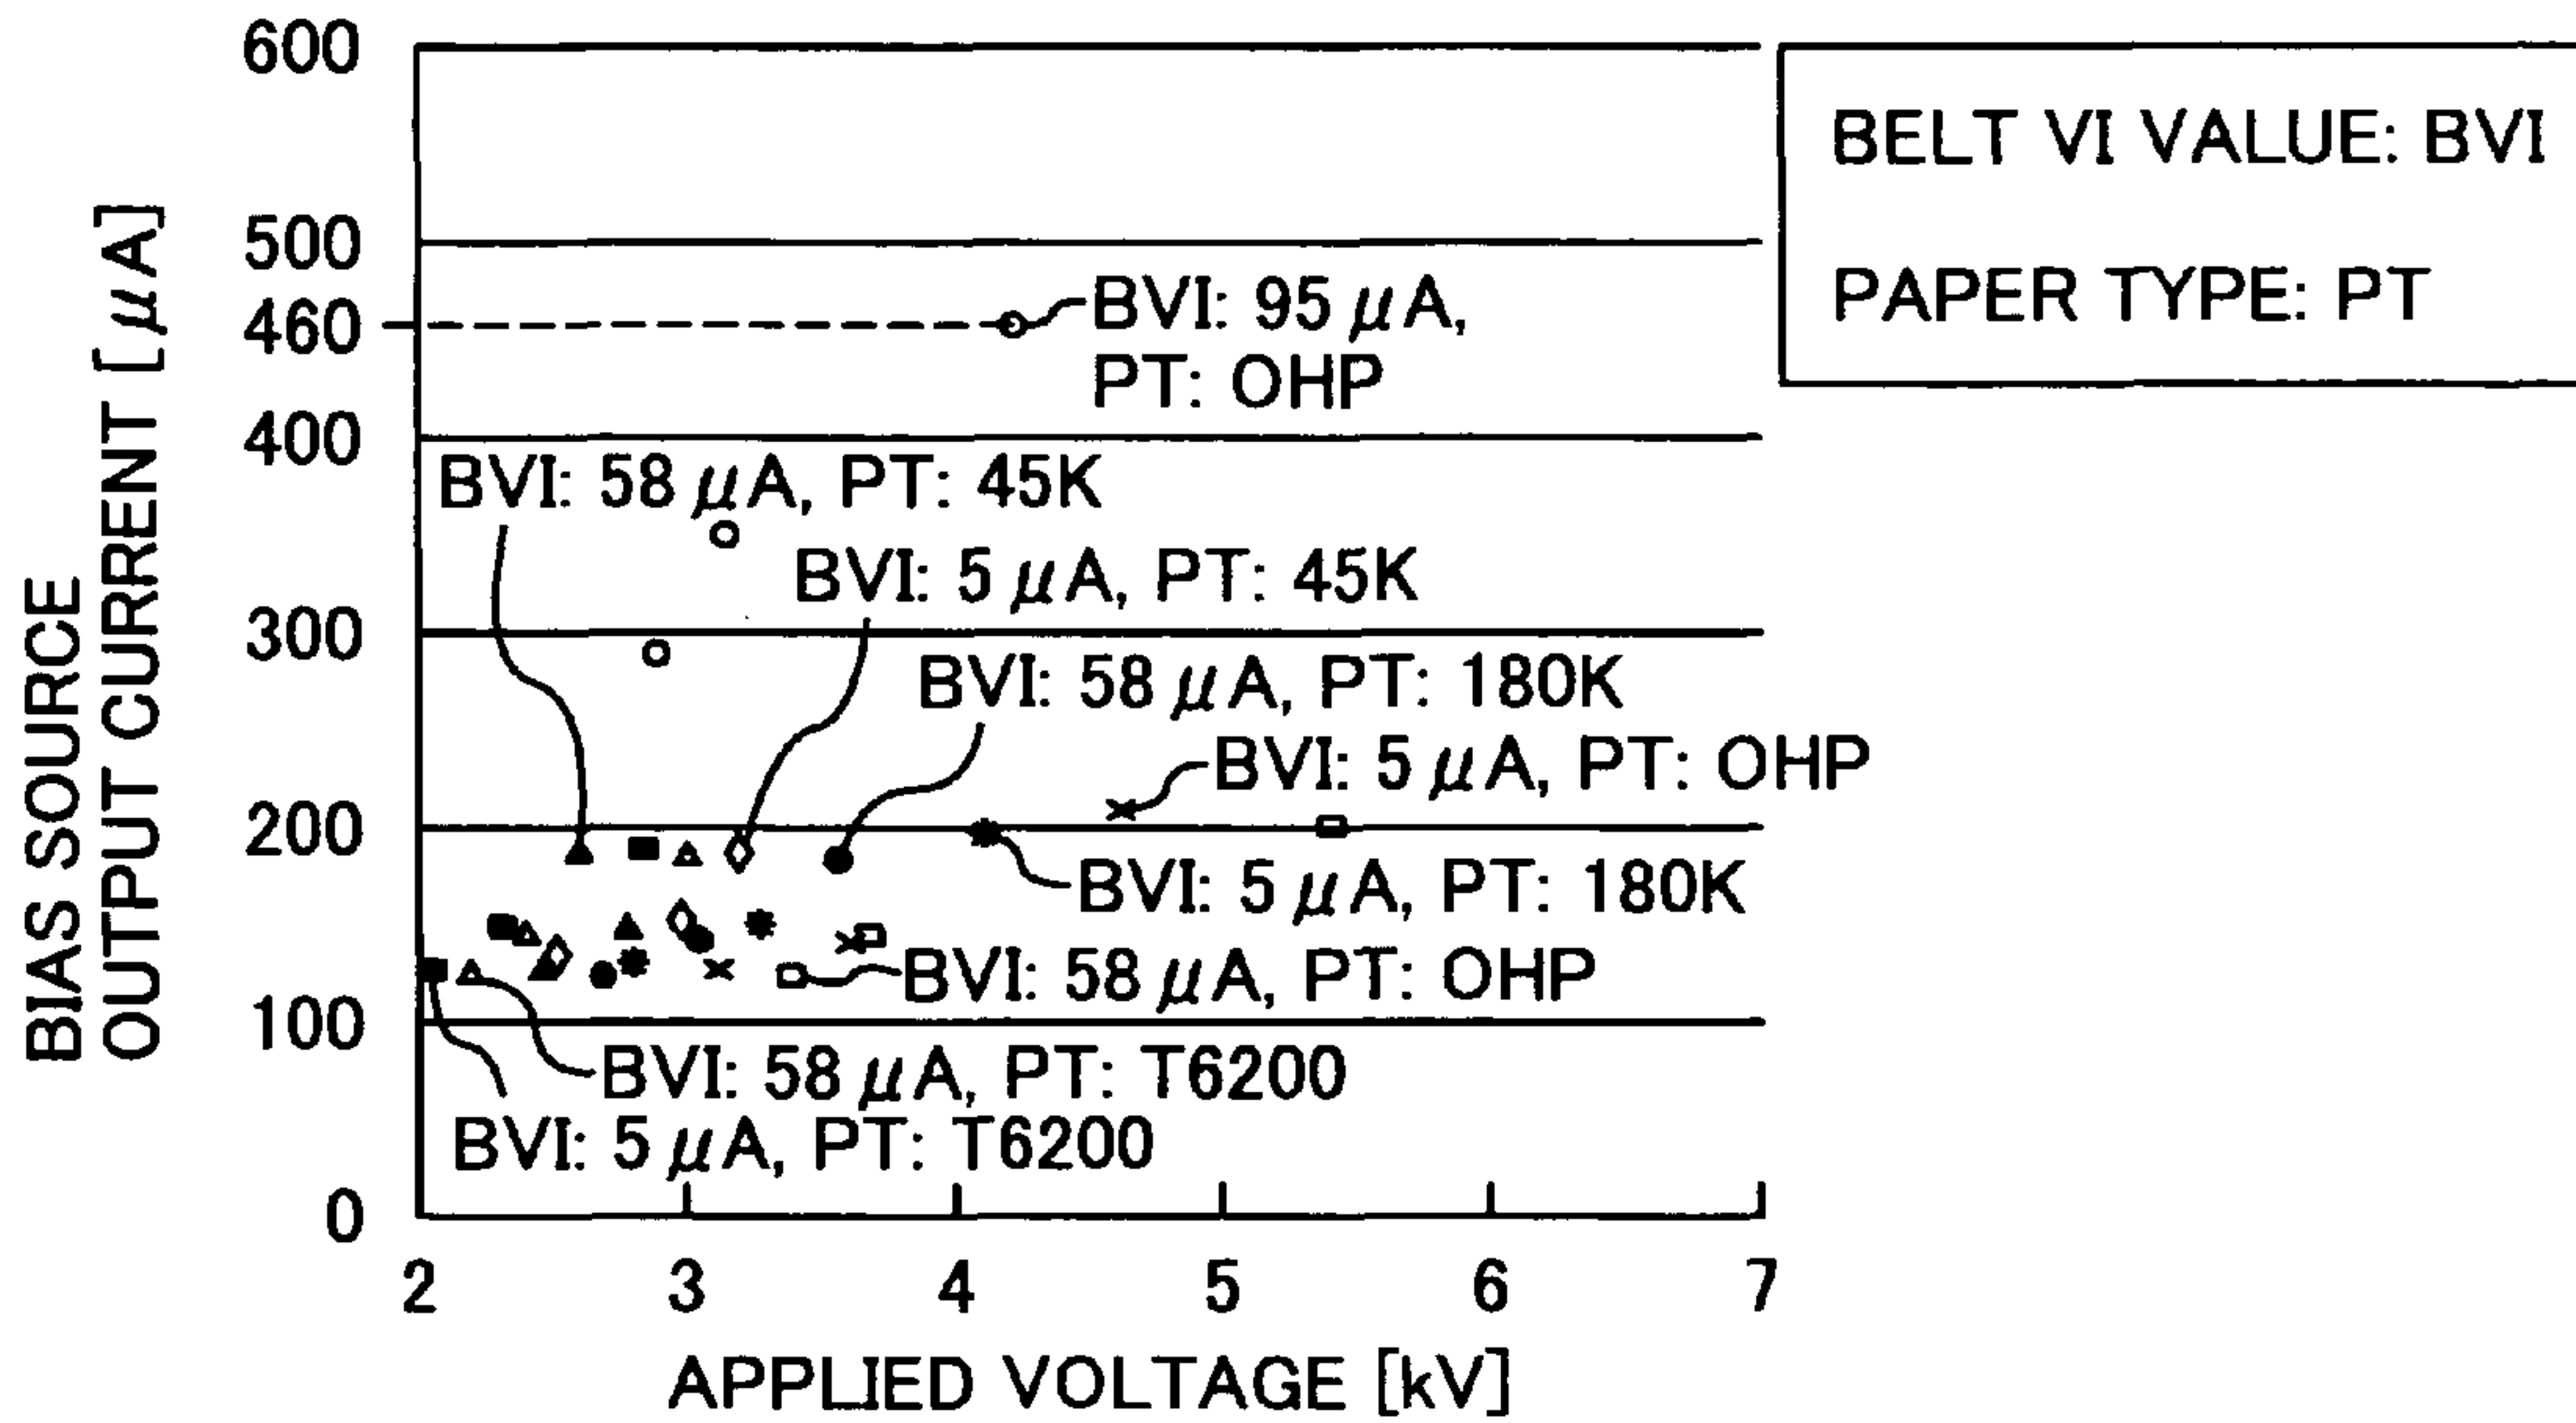 BIAS SOURCE
OUTPUT CURRENT [μA]
600
500
460
400
300
200
100
0
BELT VI VALUE: BVI
PAPER TYPE: PT
BVI: 95 μA,
PT: OHP
BVI: 58 μA, PT: 45K
BVI: 5 μA, PT: 45K
BVI: 58 μA, PT: 180K
BVI: 5 μA, PT: OHP
BVI: 5 μA, PT: 180K
BVI: 58 μA, PT: OHP
BVI: 58 μA, PT: T6200
BVI: 5 μA, PT: T6200
2 3 4 5 6 7
APPLIED VOLTAGE [kV]